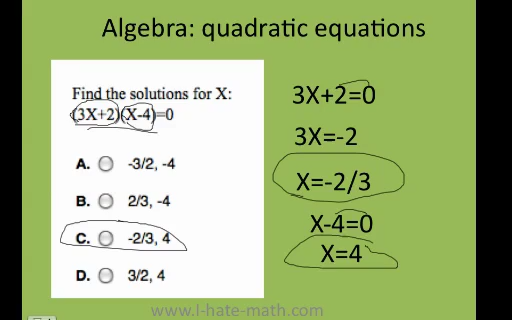 Algebra: quadratic equations
Find the solutions for X:
(3X+2)(X-4)=0
A. -3/2, -4
B. 2/3, -4
C. -2/3, 4
D. 3/2, 4
3X+2=0
3X=-2
X=-2/3
X-4=0
X=4
www.I-hate-math.com